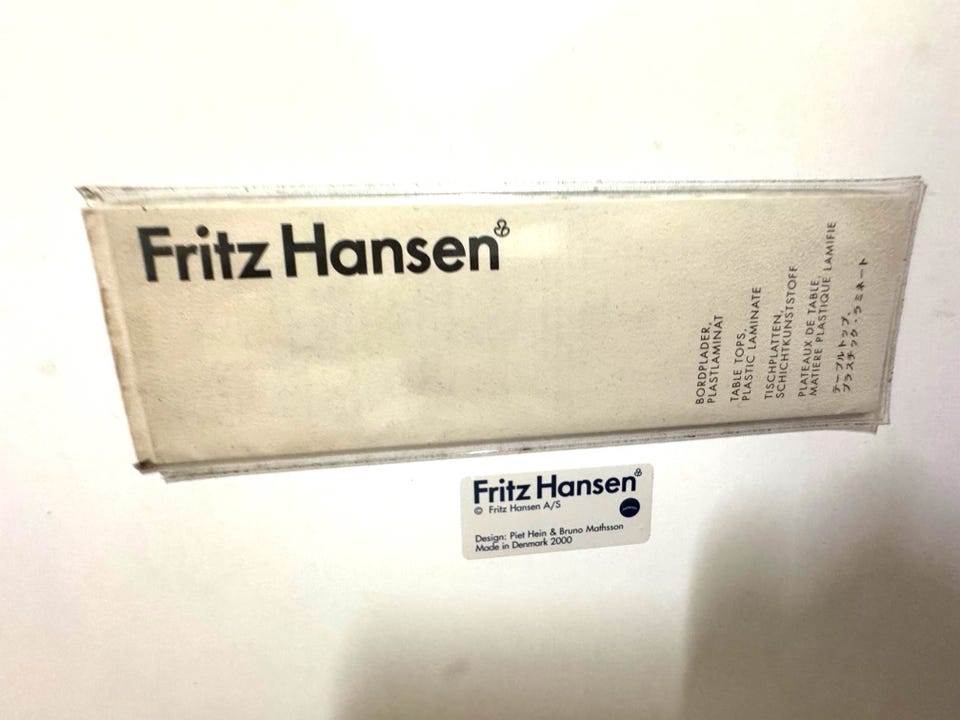 Fritz Hansen
BORDPLADER,
PLASTLAMINAT
TABLE TOPS,
PLASTIC LAMINATE
TISCHPLATTEN,
SCHICHTKUNSTSTOFF
PLATEAUX DE TABLE,
MATIERE PLASTIQUE LAMIFIE
テーブルトップ、
プラスチック・ラミネート
Fritz Hansen
© Fritz Hansen A/S
Design: Piet Hein & Bruno Mathsson
Made in Denmark 2000